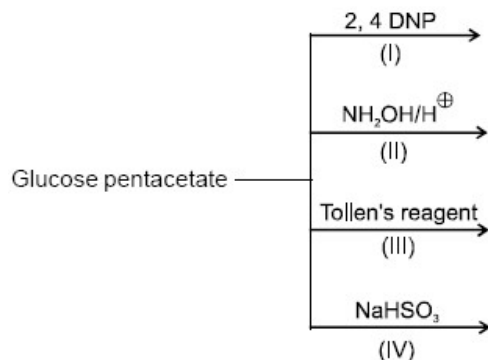 2, 4 DNP
(I)
NH₂OH/H⊕
(II)
Glucose pentacetate
Tollen's reagent
(III)
NaHSO₃
(IV)